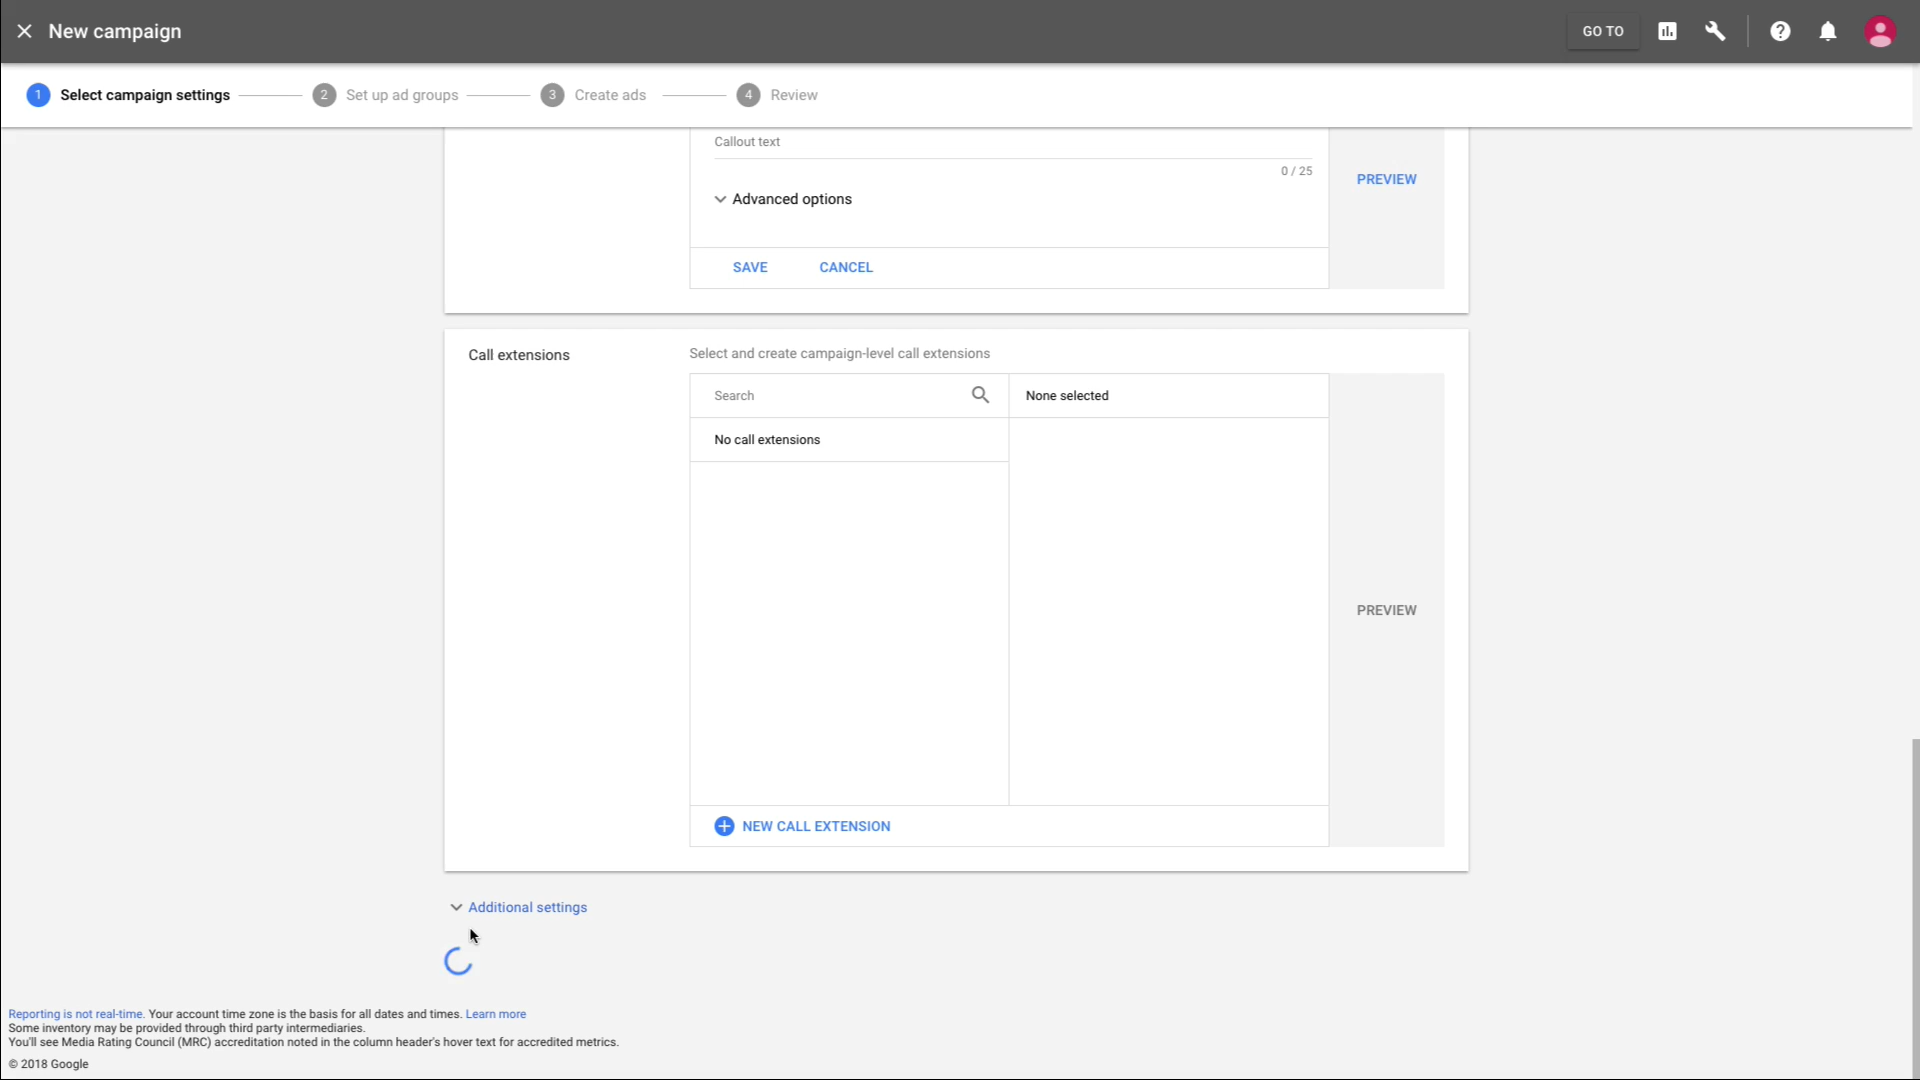 New campaign
GO TO
1 Select campaign settings 2 Set up ad groups 3 Create ads 4 Review
Callout text
0 / 25
PREVIEW
Advanced options
SAVE CANCEL
Call extensions
Select and create campaign-level call extensions
Search
None selected
No call extensions
PREVIEW
NEW CALL EXTENSION
Additional settings
Reporting is not real-time. Your account time zone is the basis for all dates and times. Learn more
Some inventory may be provided through third party intermediaries.
You'll see Media Rating Council (MRC) accreditation noted in the column header's hover text for accredited metrics.
© 2018 Google